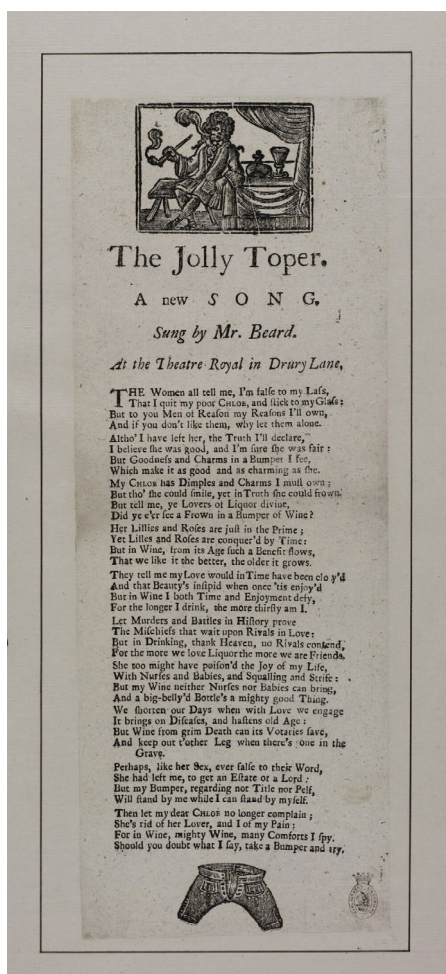 The Jolly Toper.
A new SONG,
Sung by Mr. Beard.
At the Theatre Royal in Drury Lane,
THE Women all tell me, I'm false to my Lass,
That I quit my poor CHLOE, and stick to my Glass;
But to you Men of Reason my Reasons I'll own,
And if you don't like them, why let them alone.
Altho' I have left her, the Truth I'll declare,
I believe she was good, and I'm sure she was fair:
But Goodness and Charms in a Bumper I see,
Which make it as good and as charming as she.
My CHLOE has Dimples and Charms I must own;
But tho' she could smile, yet in Truth she could frown.
But tell me, ye Lovers of Liquor divine,
Did ye e'er see a Frown in a Bumper of Wine?
Her Lillies and Roses are just in the Prime;
Yet Lilles and Roses are conquer'd by Time:
But in Wine, from its Age such a Benefit flows,
That we like it the better, the older it grows.
They tell me my Love would in Time have been clo y'd
And that Beauty's insipid when once 'tis enjoy'd
But in Wine I both Time and Enjoyment defy,
For the longer I drink, the more thirsty am I.
Let Murders and Battles in History prove
The Mischiefs that wait upon Rivals in Love:
But in Drinking, thank Heaven, no Rivals contend,
For the more we love Liquor the more we are Friends.
She too might have poison'd the Joy of my Life,
With Nurses and Babies, and Squalling and Strife:
But my Wine neither Nurses nor Babies can bring,
And a big-belly'd Bottle's a mighty good Thing.
We shorten our Days when with Love we engage
It brings on Diseases, and hastens old Age:
But Wine from grim Death can its Votaries save,
And keep out t'other Leg when there's one in the
Grave.
Perhaps, like her Sex, ever false to their Word,
She had left me, to get an Estate or a Lord:
But my Bumper, regarding not Title nor Pelf,
Will stand by me while I can stand by myself.
Then let my dear CHLOE no longer complain;
She's rid of her Lover, and I of my Pain:
For in Wine, mighty Wine, many Comforts I spy.
Should you doubt what I say, take a Bumper and try.